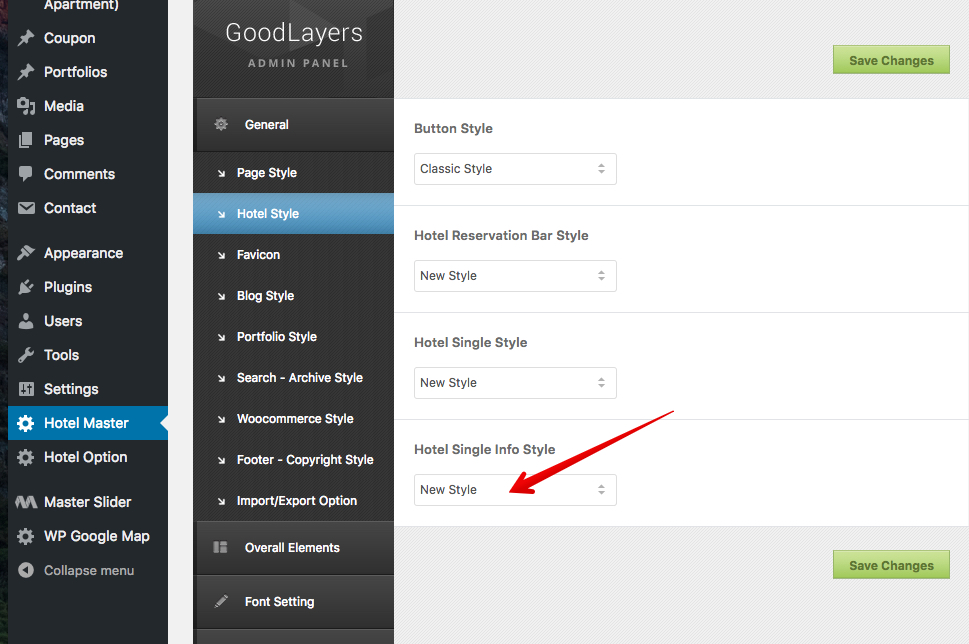 Apartment)
Coupon
Portfolios
Media
Pages
Comments
Contact
Appearance
Plugins
Users
Tools
Settings
Hotel Master
Hotel Option
Master Slider
WP Google Map
Collapse menu
GoodLayers
ADMIN PANEL
General
Page Style
Hotel Style
Favicon
Blog Style
Portfolio Style
Search - Archive Style
Woocommerce Style
Footer - Copyright Style
Import/Export Option
Overall Elements
Font Setting
Save Changes
Button Style
Classic Style
Hotel Reservation Bar Style
New Style
Hotel Single Style
New Style
Hotel Single Info Style
New Style
Save Changes